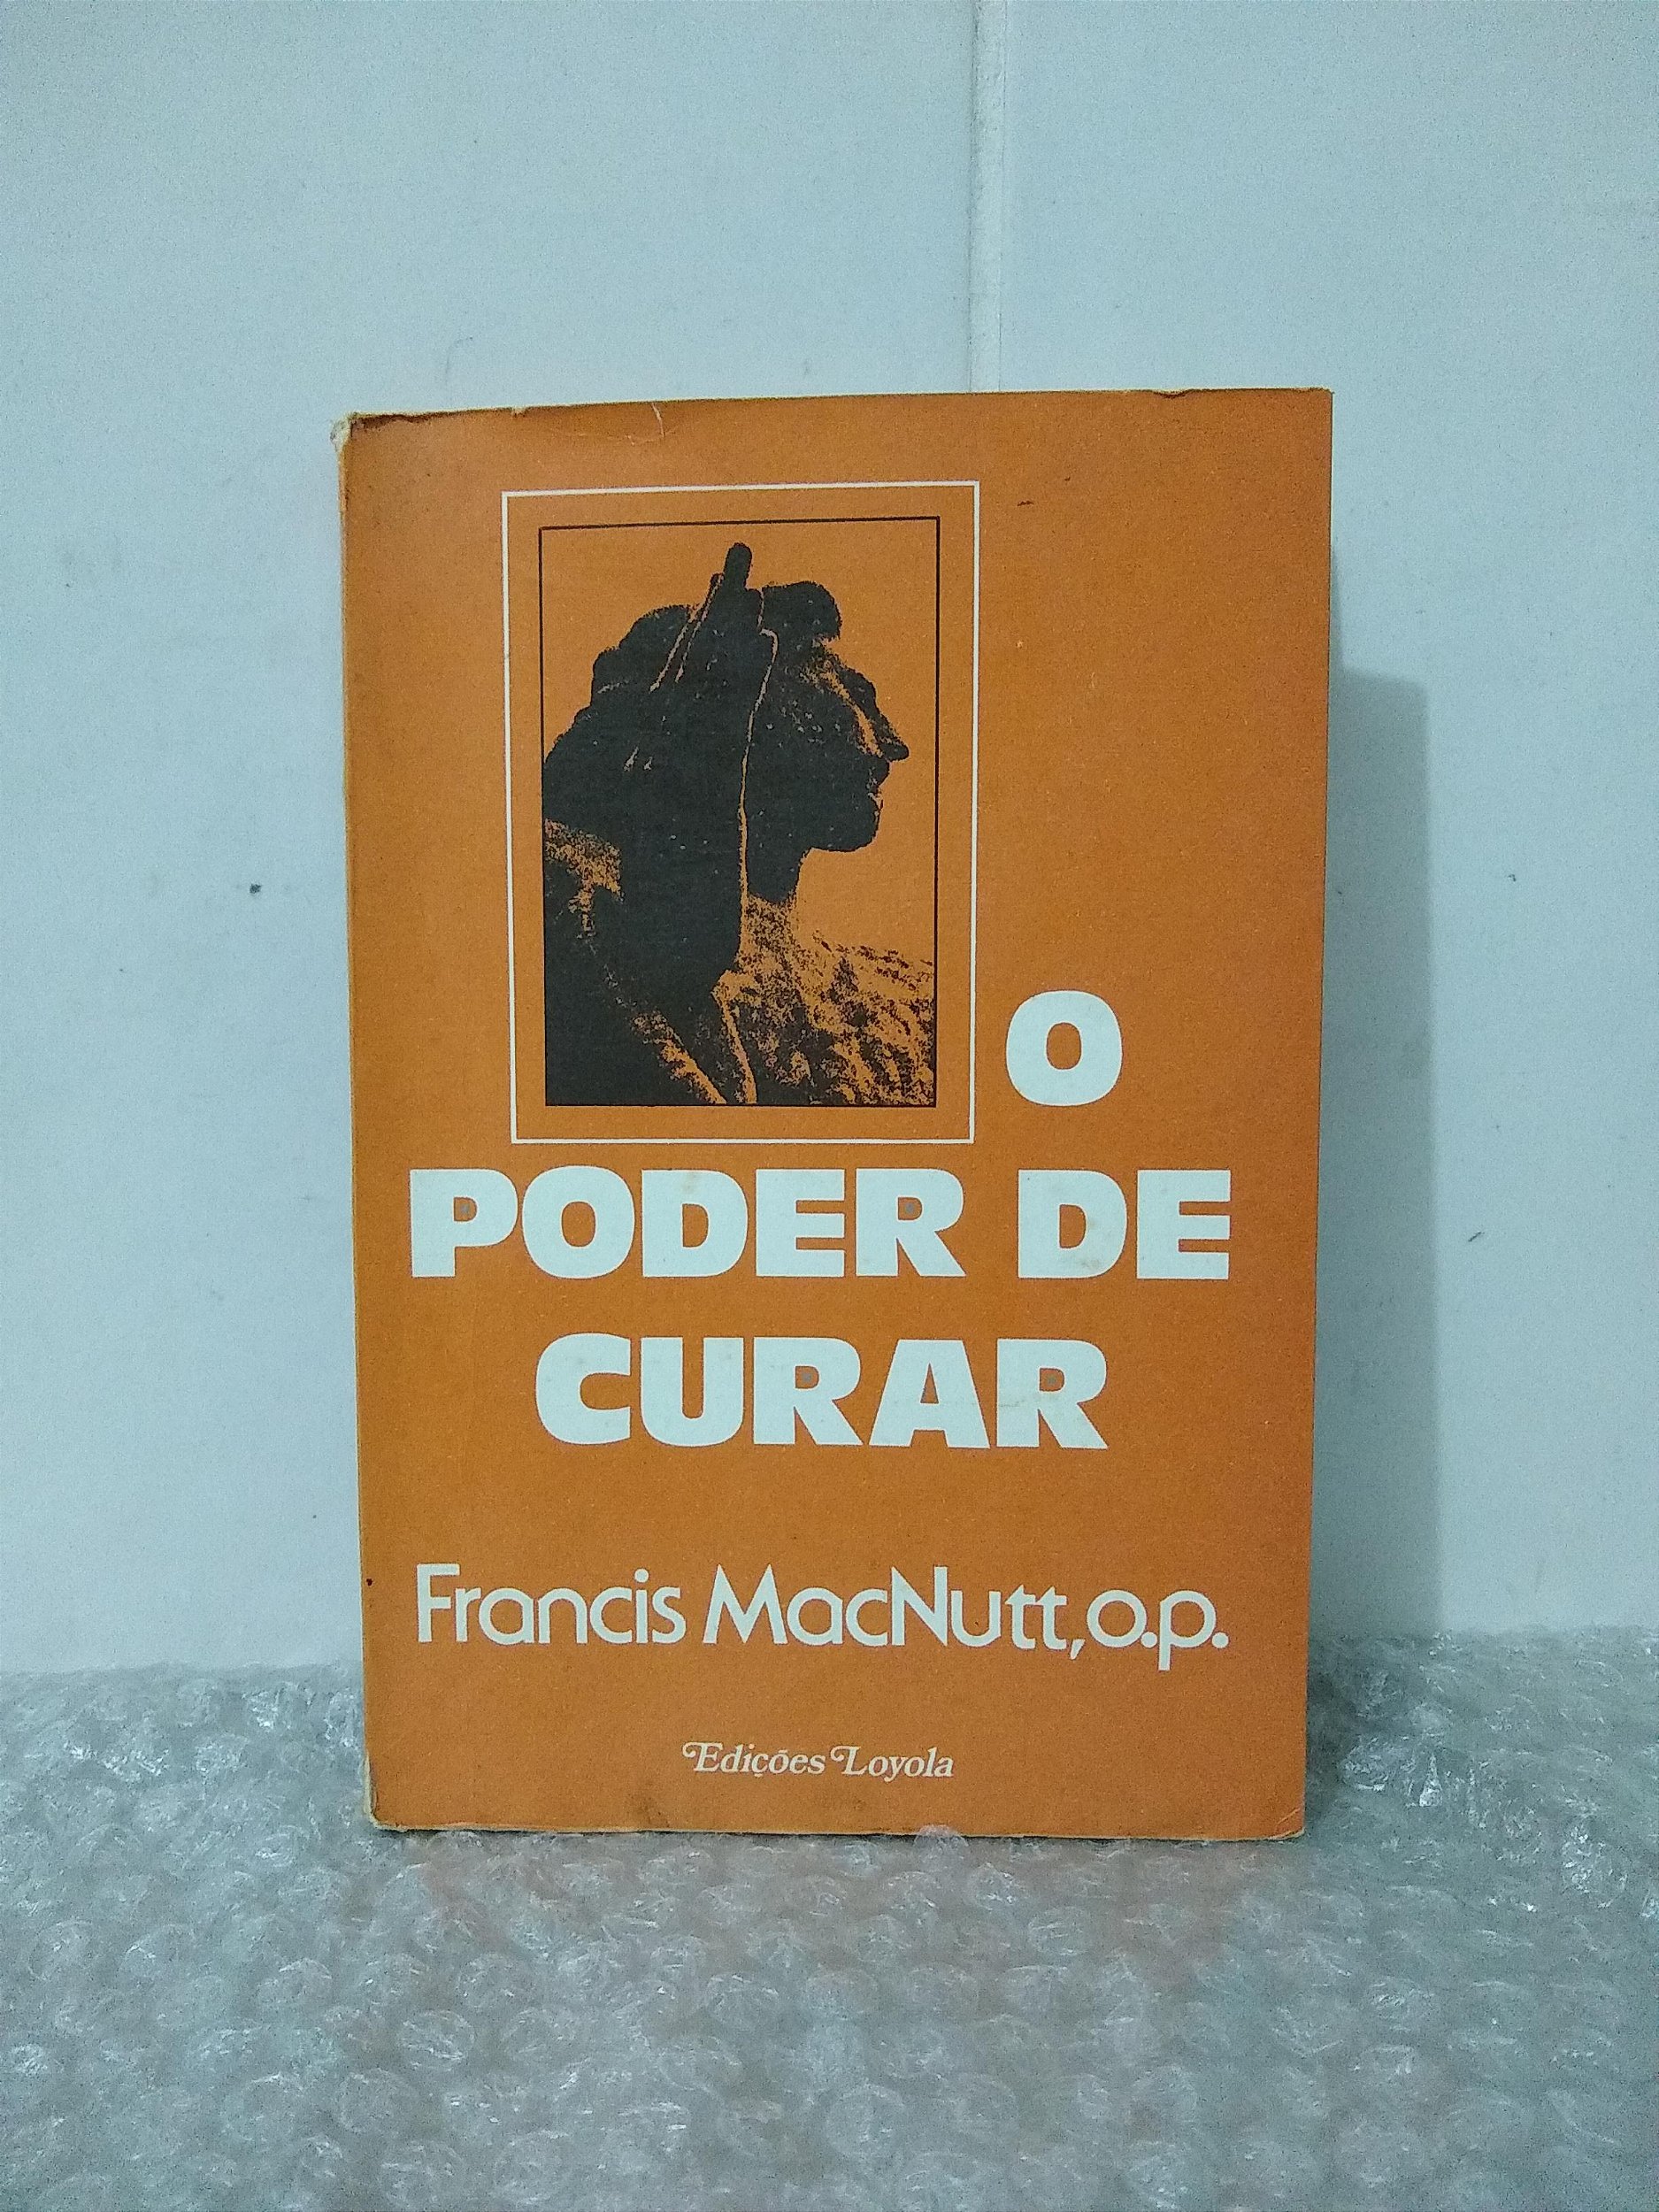 O
PODER DE
CURAR
Francis MacNutt, o.p.
Edições Loyola